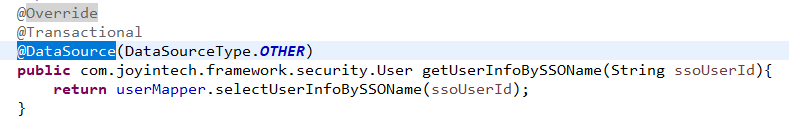 @Override
@Transactional
@DataSource(DataSourceType.OTHER)
public com.joyintech.framework.security.User getUserInfoBySSOName(String ssoUserId){
    return userMapper.selectUserInfoBySSOName(ssoUserId);
}